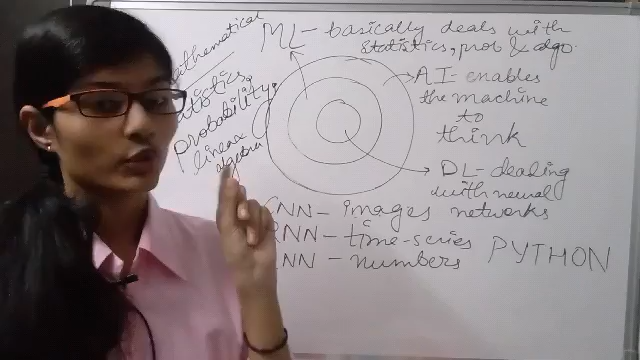 mathematical
statistics,
probability,
linear
algebra
ML - basically deals with
statistics, prob & algo.
AI - enables
the machine
to
think
DL - dealing
with neural
networks
CNN - images
RNN - time-series
NN - numbers
PYTHON